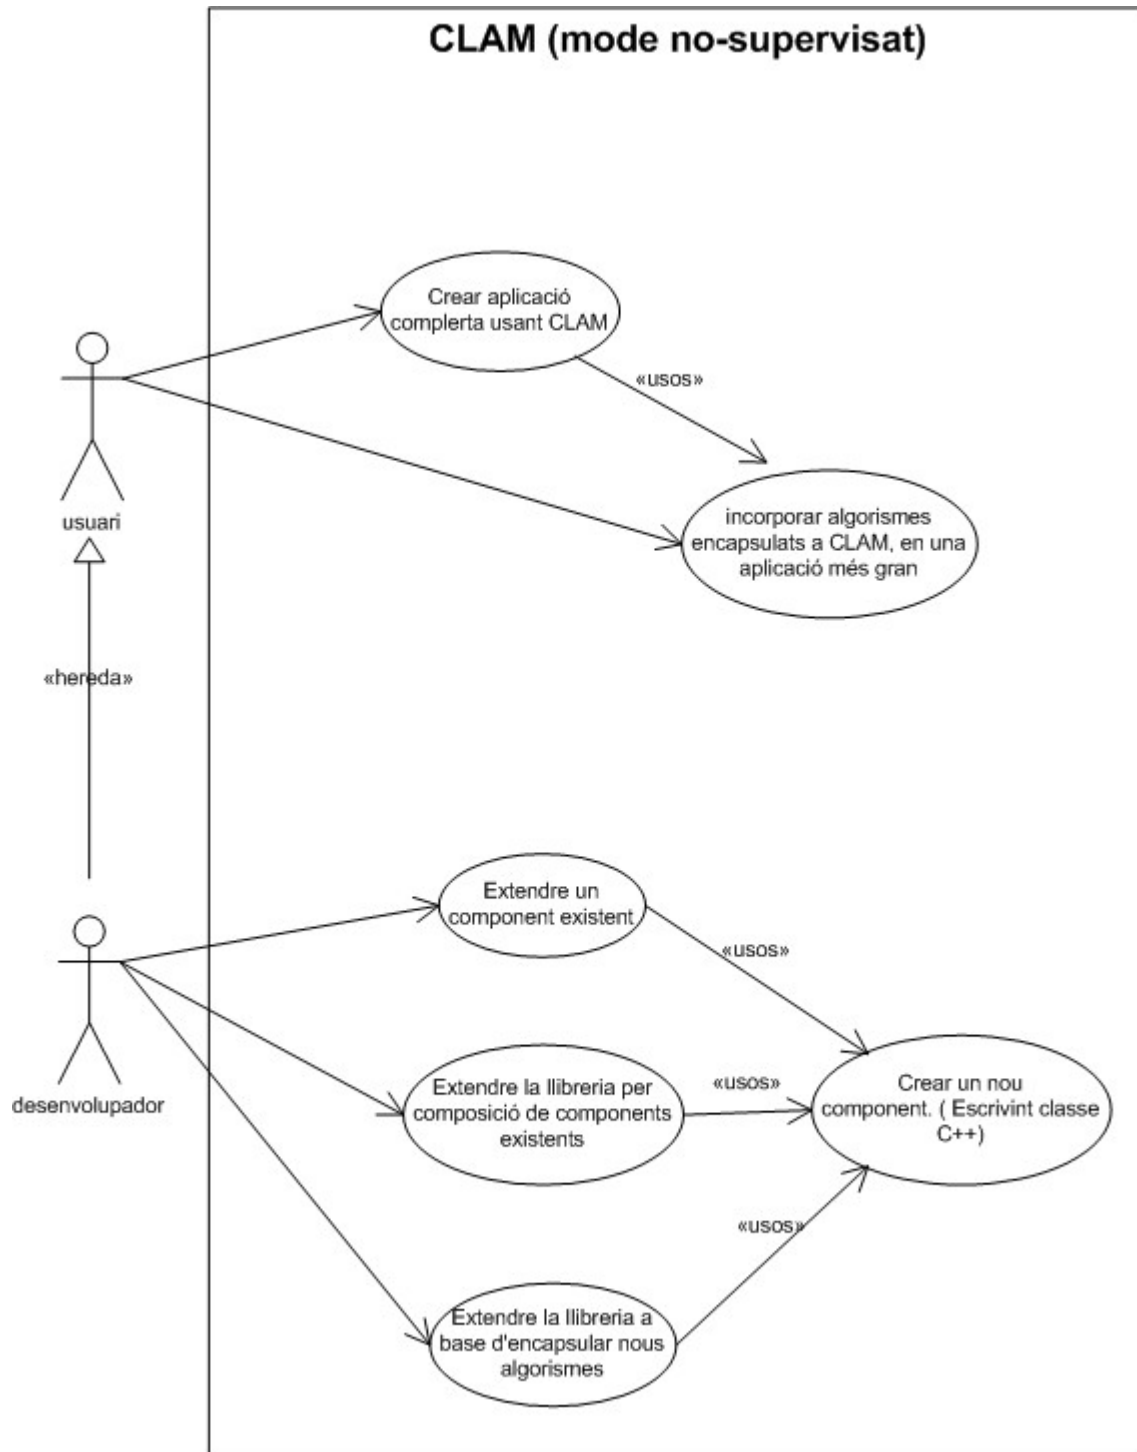 CLAM (mode no-supervisat)
Crear aplicació
complerta usant CLAM
«usos»
usuari
incorporar algorismes
encapsulats a CLAM, en una
aplicació més gran
«hereda»
Extendre un
component existent
«usos»
desenvolupador
Extendre la llibreria per
composició de components
existents
«usos»
Crear un nou
component. ( Escrivint classe
C++)
«usos»
Extendre la llibreria a
base d'encapsular nous
algorismes